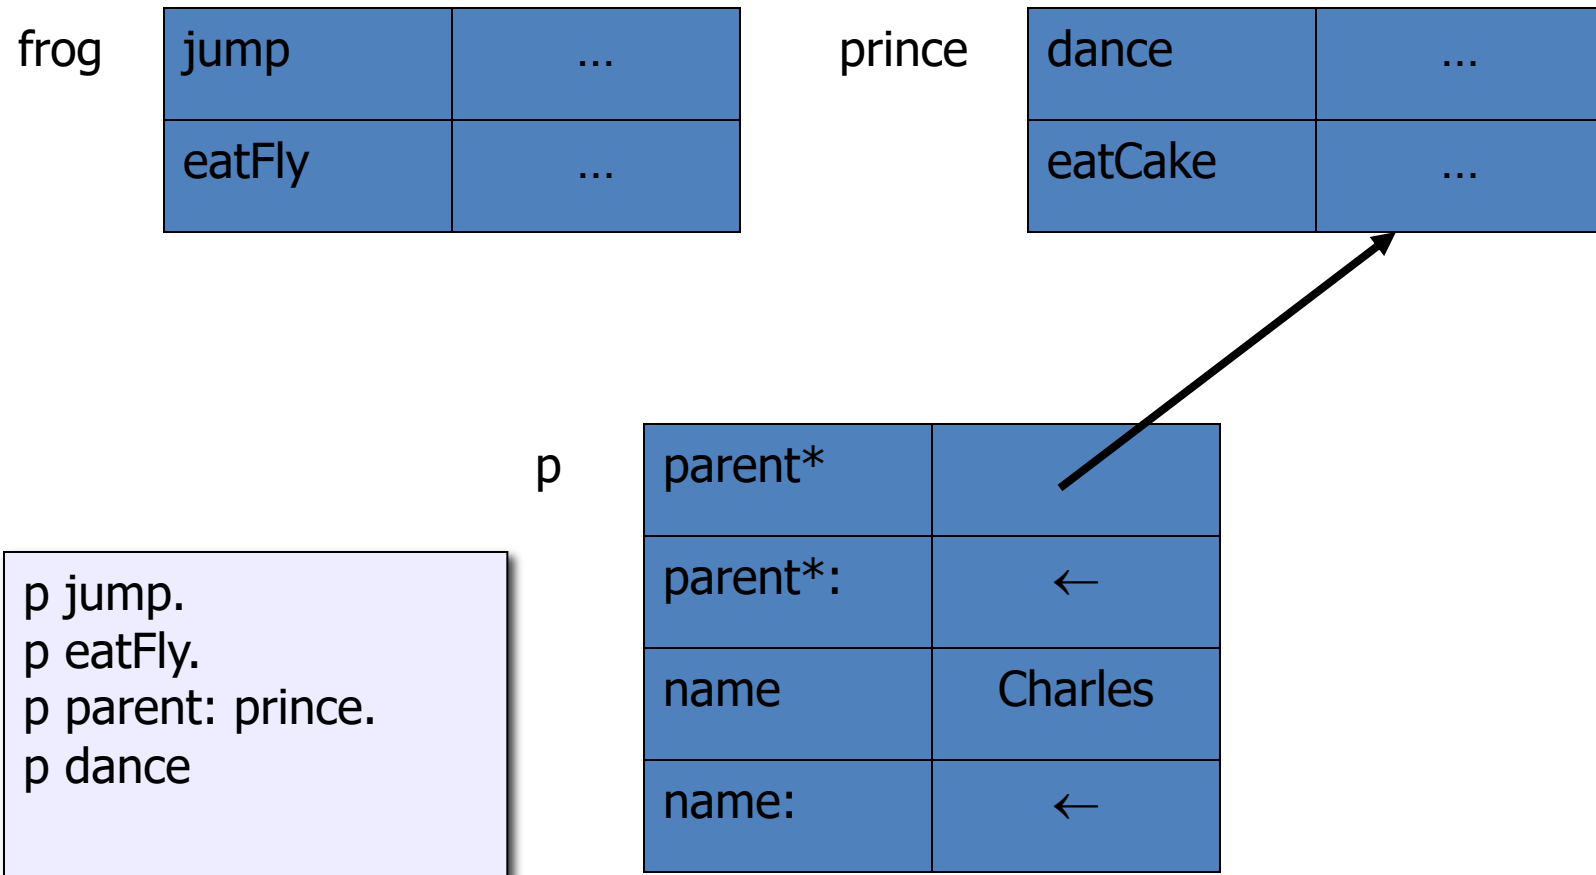 frog jump … prince dance …
eatFly … eatCake …
p parent*
parent*: ←
name Charles
name: ←
p jump.
p eatFly.
p parent: prince.
p dance